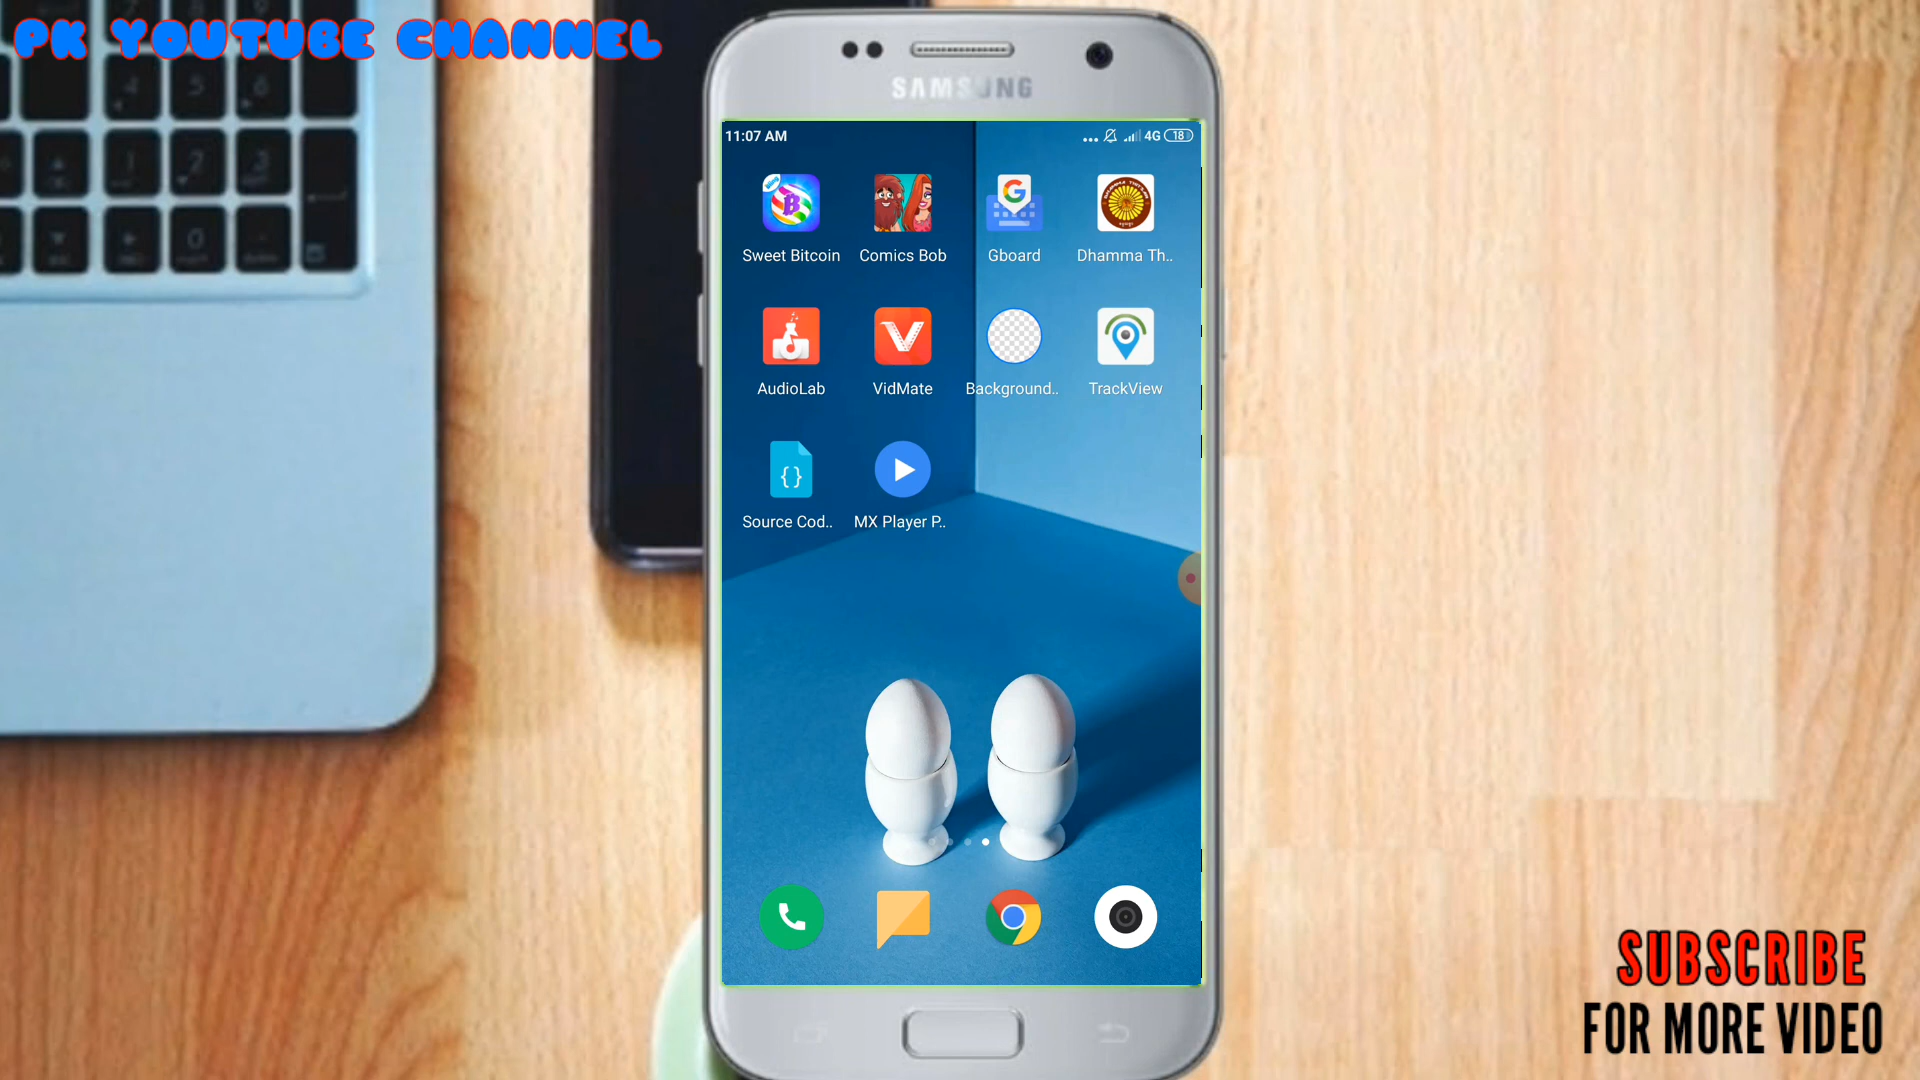 PK YOUTUBE CHANNEL
SAMSUNG
11:07 AM
4G 18
Sweet Bitcoin
Comics Bob
Gboard
Dhamma Th..
AudioLab
VidMate
Background..
TrackView
Source Cod..
MX Player P..
SUBSCRIBE
FOR MORE VIDEO